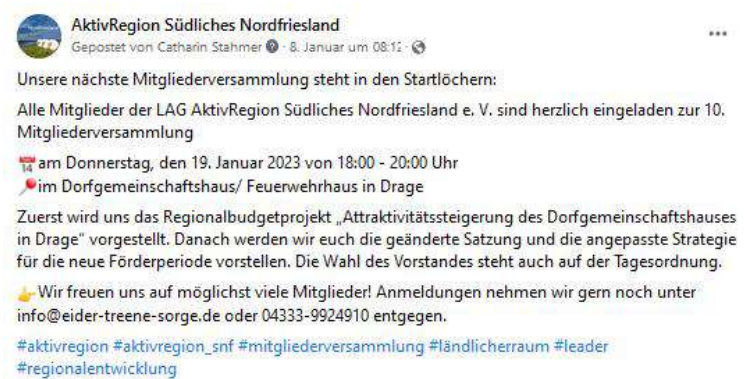 AktivRegion Südliches Nordfriesland
Gepostet von Catharin Stahmer · 8. Januar um 08:12 ·
Unsere nächste Mitgliederversammlung steht in den Startlöchern:
Alle Mitglieder der LAG AktivRegion Südliches Nordfriesland e. V. sind herzlich eingeladen zur 10.
Mitgliederversammlung
📅am Donnerstag, den 19. Januar 2023 von 18:00 - 20:00 Uhr
📍im Dorfgemeinschaftshaus/ Feuerwehrhaus in Drage
Zuerst wird uns das Regionalbudgetprojekt „Attraktivitätssteigerung des Dorfgemeinschaftshauses
in Drage" vorgestellt. Danach werden wir euch die geänderte Satzung und die angepasste Strategie
für die neue Förderperiode vorstellen. Die Wahl des Vorstandes steht auch auf der Tagesordnung.
👉Wir freuen uns auf möglichst viele Mitglieder! Anmeldungen nehmen wir gern noch unter
info@eider-treene-sorge.de oder 04333-9924910 entgegen.
#aktivregion #aktivregion_snf #mitgliederversammlung #ländlicherraum #leader
#regionalentwicklung